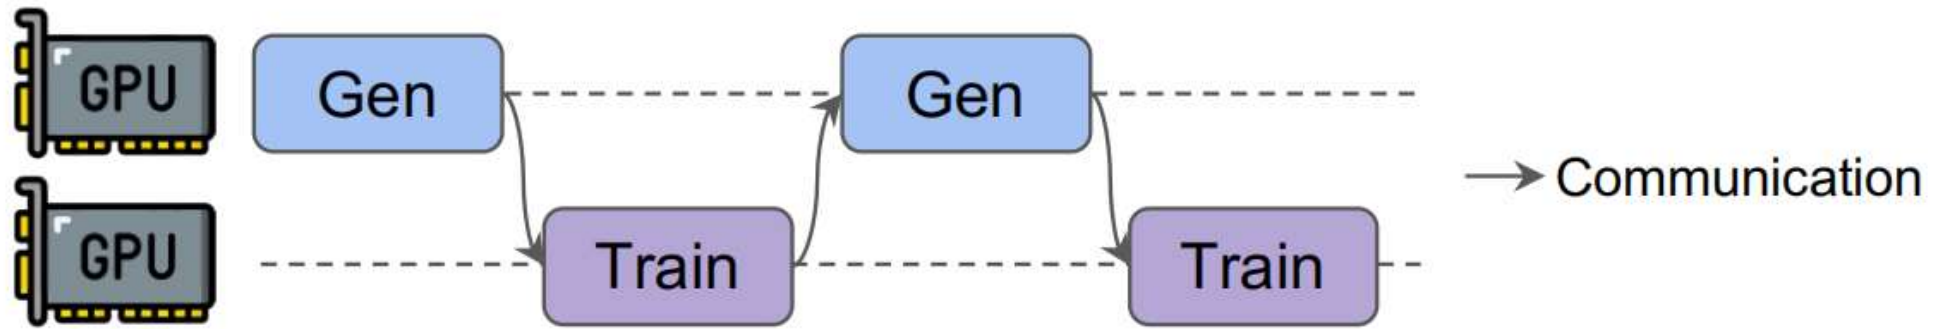 GPU
Gen
Gen
Communication
GPU
Train
Train